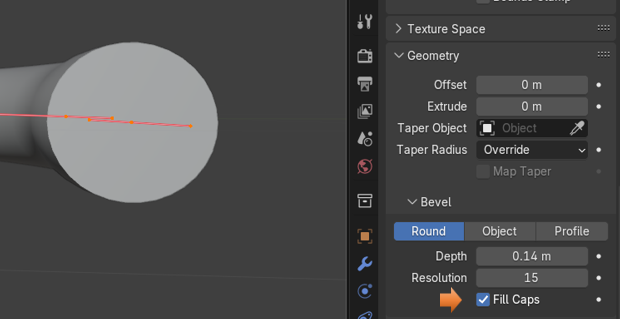 Texture Space
Geometry
Offset 0 m
Extrude 0 m
Taper Object Object
Taper Radius Override
Map Taper
Bevel
Round Object Profile
Depth 0.14 m
Resolution 15
Fill Caps